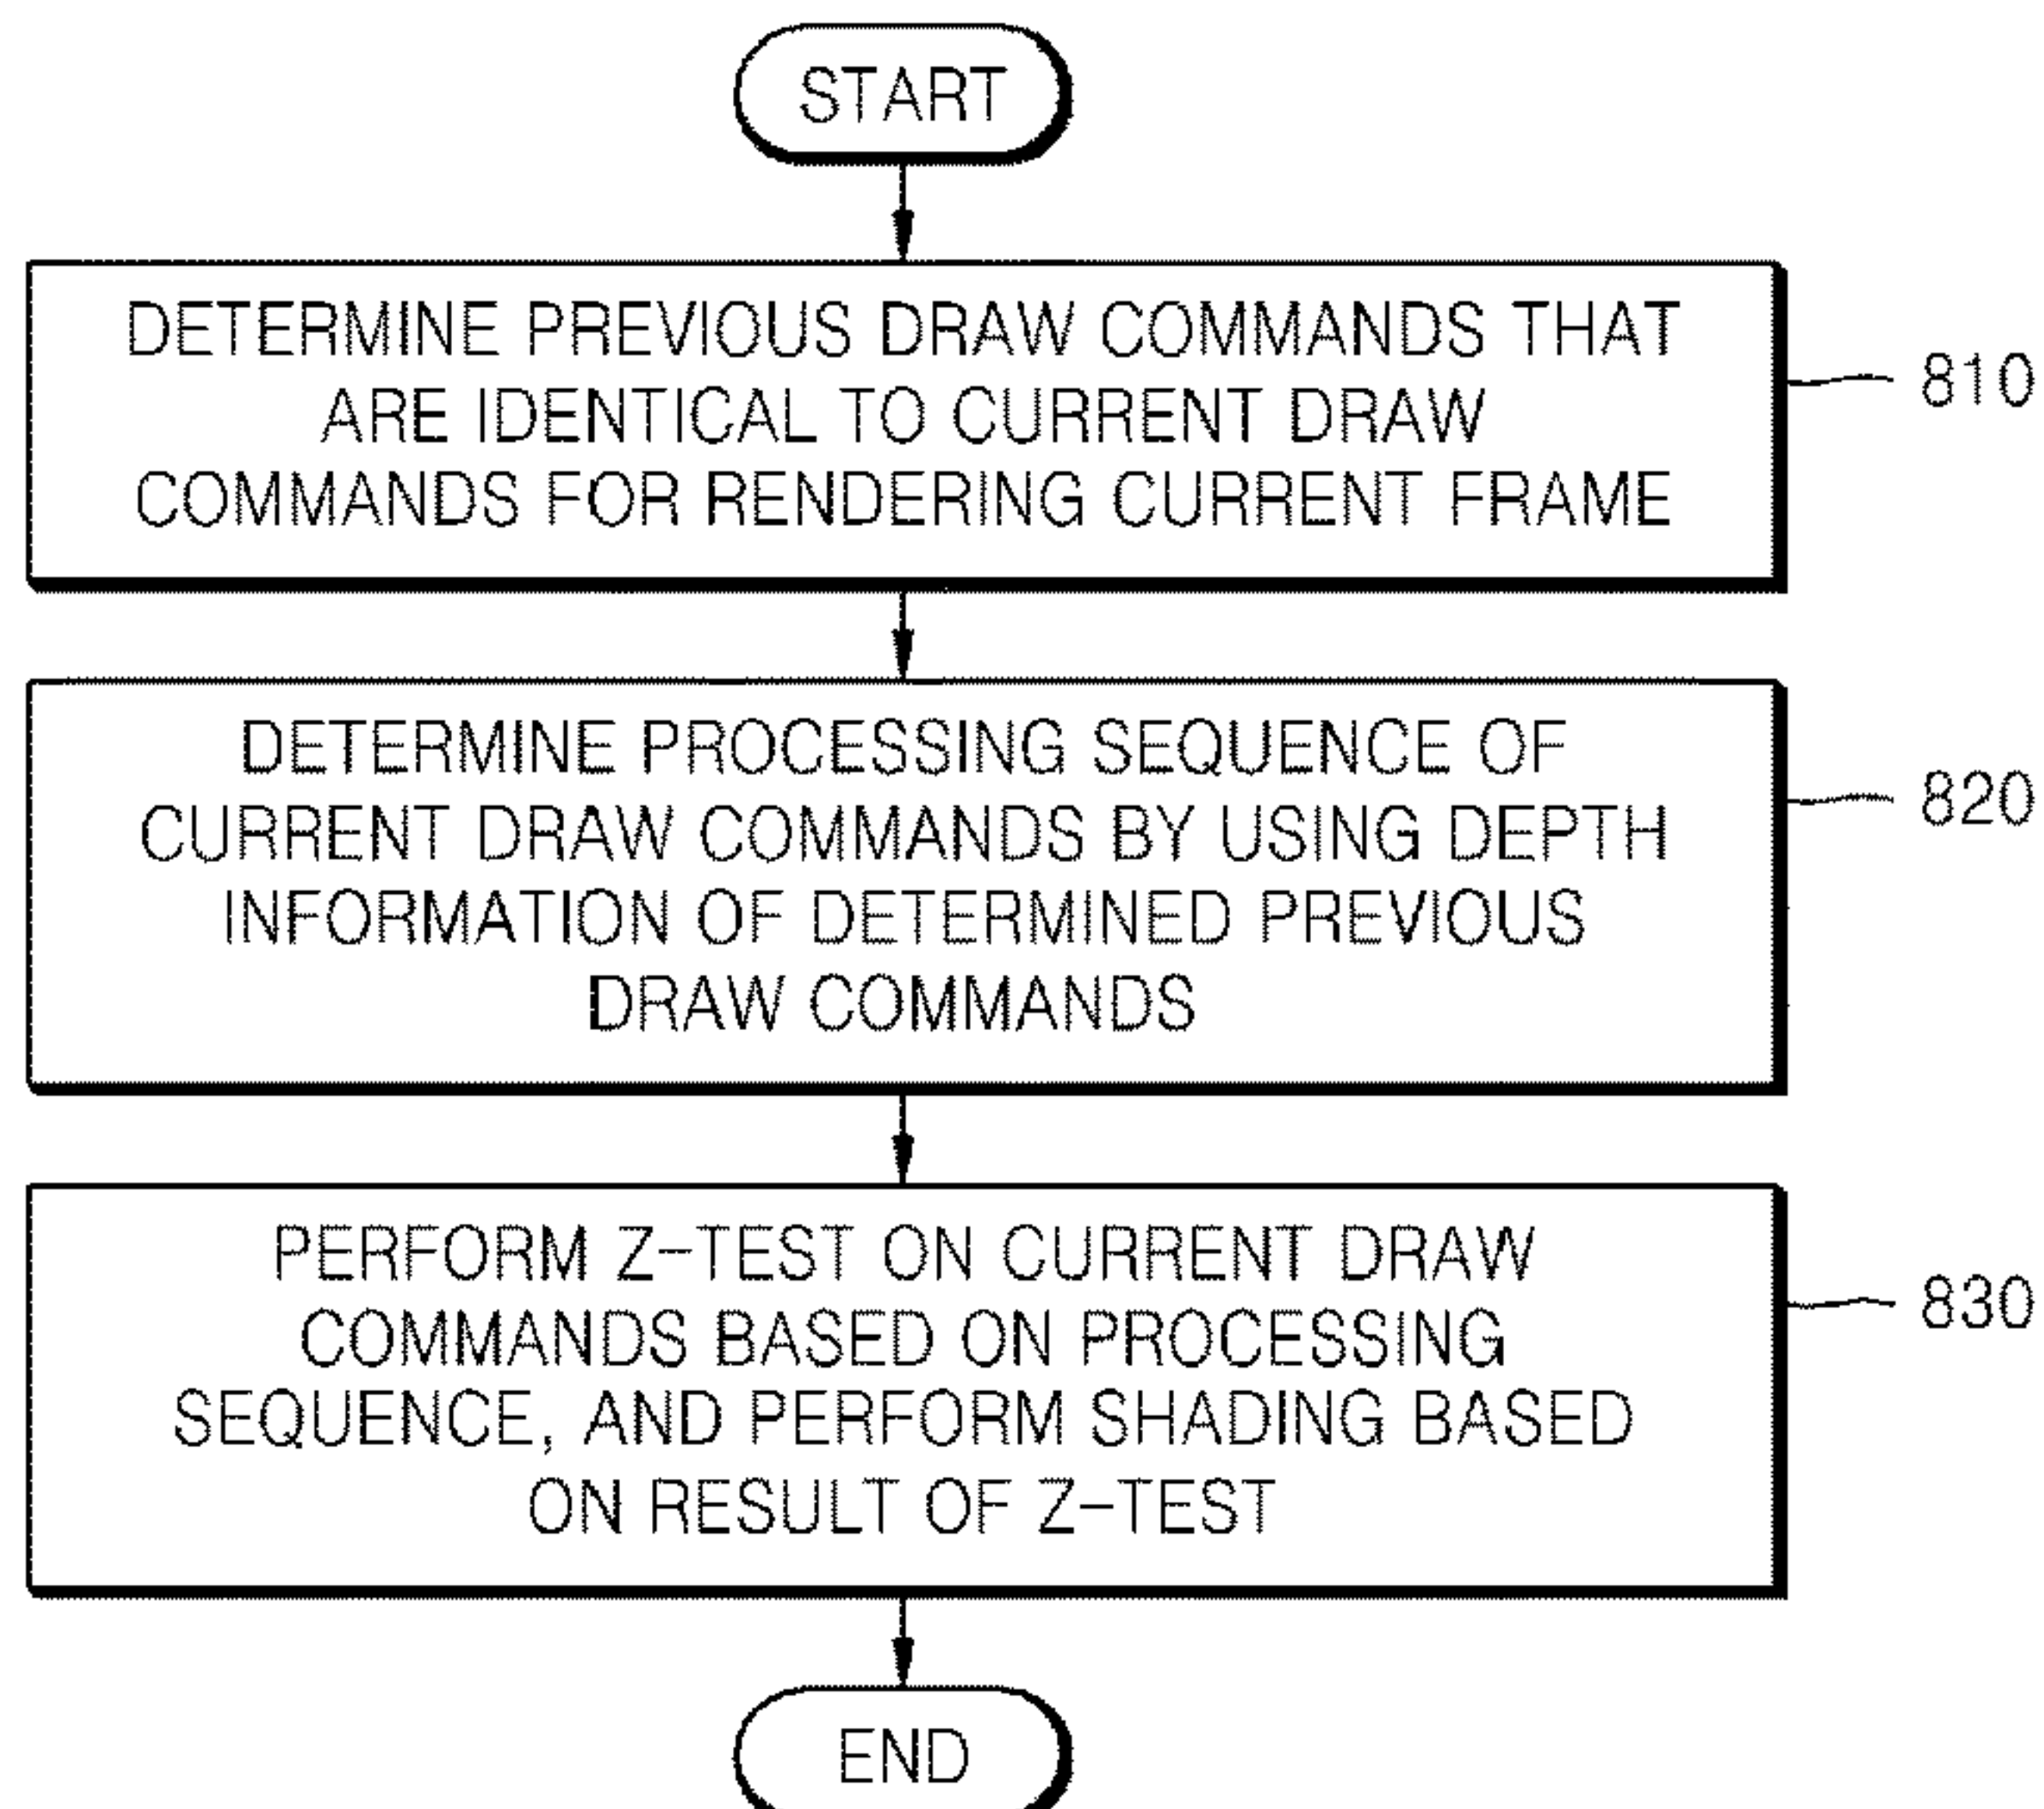 START
DETERMINE PREVIOUS DRAW COMMANDS THAT
ARE IDENTICAL TO CURRENT DRAW
COMMANDS FOR RENDERING CURRENT FRAME
810
DETERMINE PROCESSING SEQUENCE OF
CURRENT DRAW COMMANDS BY USING DEPTH
INFORMATION OF DETERMINED PREVIOUS
DRAW COMMANDS
820
PERFORM Z-TEST ON CURRENT DRAW
COMMANDS BASED ON PROCESSING
SEQUENCE, AND PERFORM SHADING BASED
ON RESULT OF Z-TEST
830
END